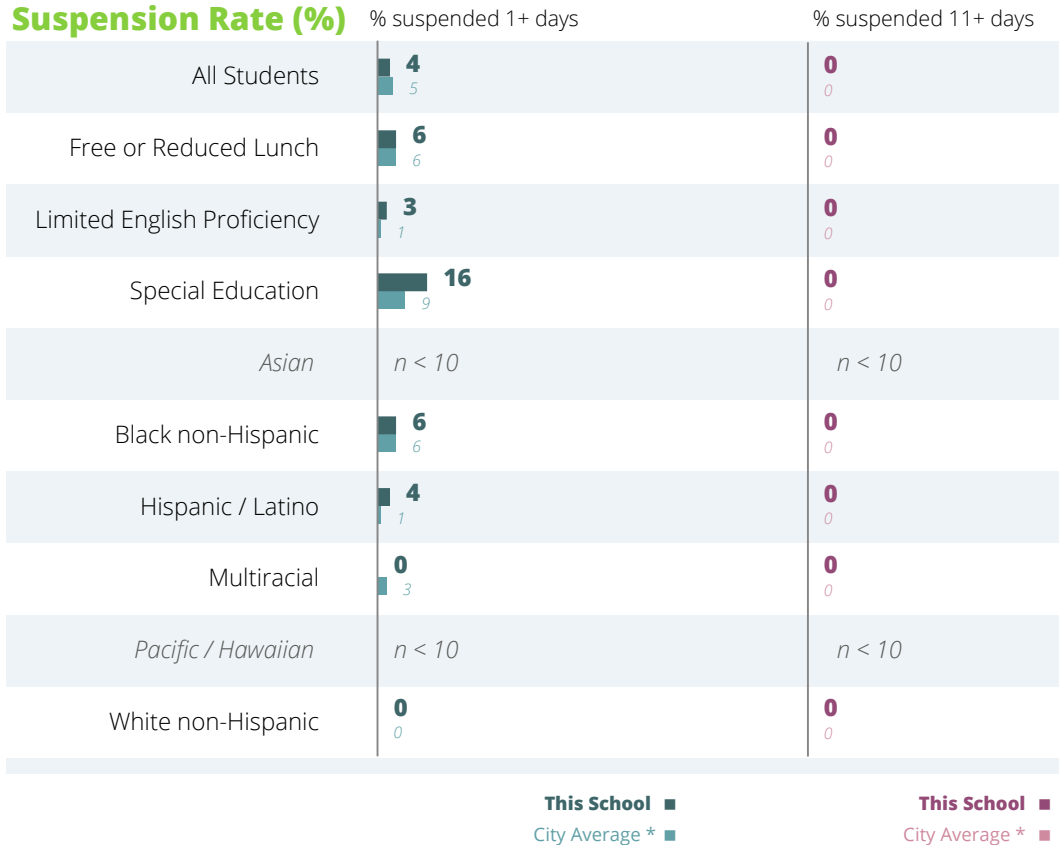 Suspension Rate (%) % suspended 1+ days % suspended 11+ days
All Students 4 0
5 0
Free or Reduced Lunch 6 0
6 0
Limited English Proficiency 3 0
1 0
Special Education 16 0
9 0
Asian n < 10 n < 10
Black non-Hispanic 6 0
6 0
Hispanic / Latino 4 0
1 0
Multiracial 0 0
3 0
Pacific / Hawaiian n < 10 n < 10
White non-Hispanic 0 0
0 0
This School This School
City Average * City Average *